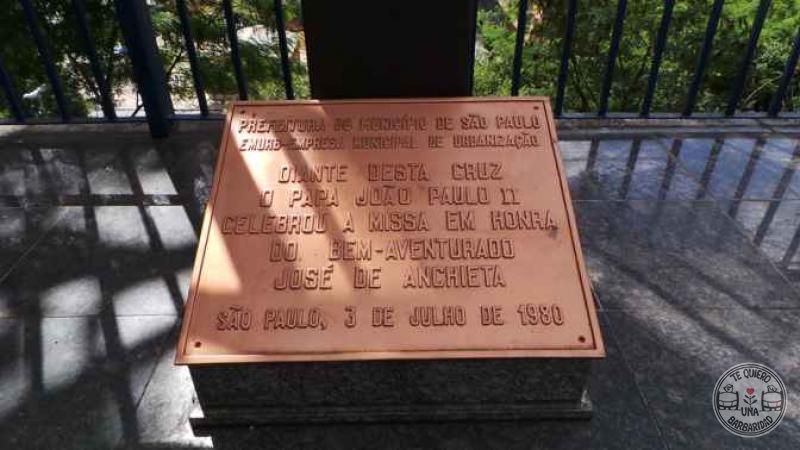 PREFEITURA DO MUNICÍPIO DE SÃO PAULO
EMURB-EMPRESA MUNICIPAL DE URBANIZAÇÃO
DIANTE DESTA CRUZ
O PAPA JOÃO PAULO II
CELEBROU A MISSA EM HONRA
DO BEM-AVENTURADO
JOSÉ DE ANCHIETA
SÃO PAULO, 3 DE JULHO DE 1980
TE QUIERO
UNA
BARBARIDAD